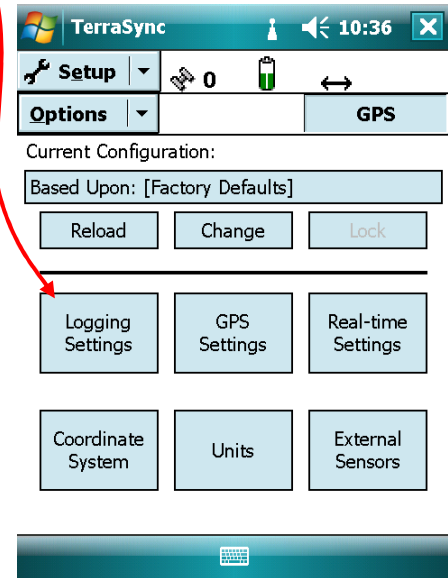 TerraSync 10:36
Setup 0
Options GPS
Current Configuration:
Based Upon: [Factory Defaults]
Reload Change Lock
Logging Settings GPS Settings Real-time Settings
Coordinate System Units External Sensors